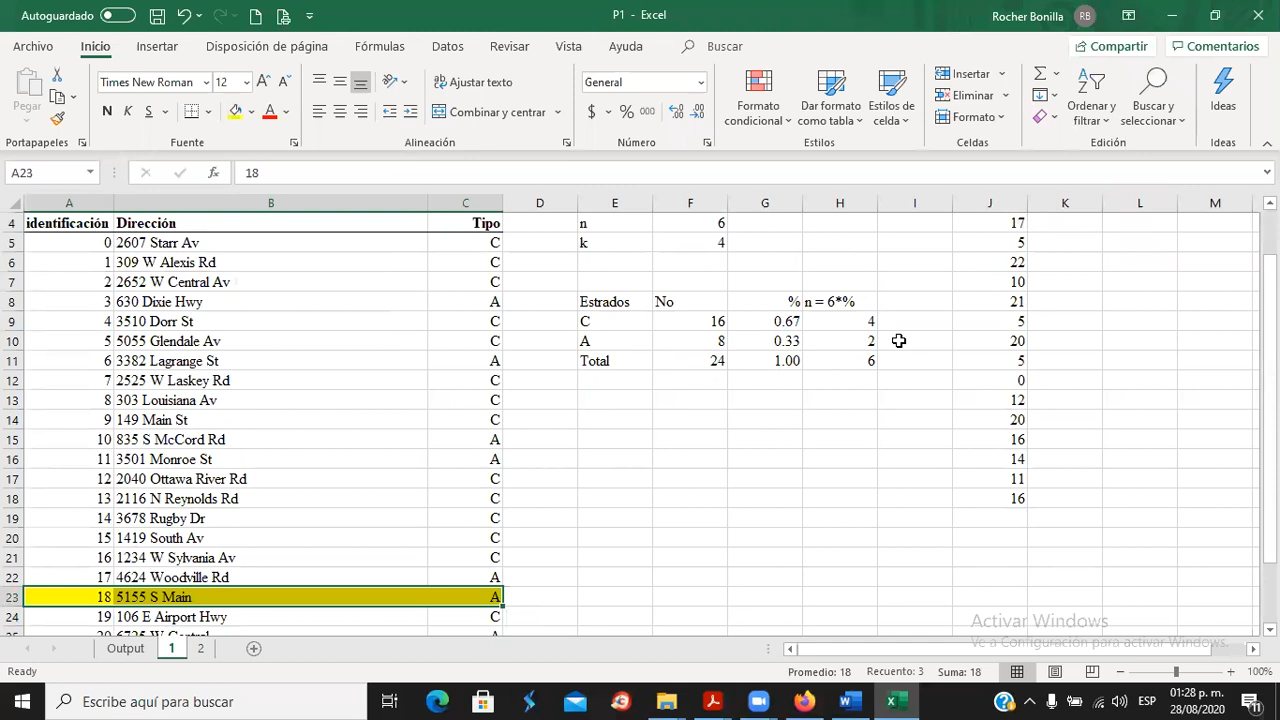 Autoguardado
P1 - Excel
Rocher Bonilla RB
Archivo Inicio Insertar Disposición de página Fórmulas Datos Revisar Vista Ayuda Buscar Compartir Comentarios
Pegar
Times New Roman 12
N K S
Ajustar texto
Combinar y centrar
General
$ % 000
Formato condicional
Dar formato como tabla
Estilos de celda
Insertar
Eliminar
Formato
Ordenar y filtrar
Buscar y seleccionar
Ideas
Portapapeles Fuente Alineación Número Estilos Celdas Edición Ideas
A23 fx 18
A B C D E F G H I J K L M
4 identificación Dirección Tipo n 6 17
5 0 2607 Starr Av C k 4 5
6 1 309 W Alexis Rd C 22
7 2 2652 W Central Av C 10
8 3 630 Dixie Hwy A Estrados No % n = 6*% 21
9 4 3510 Dorr St C C 16 0.67 4 5
10 5 5055 Glendale Av C A 8 0.33 2 20
11 6 3382 Lagrange St A Total 24 1.00 6 5
12 7 2525 W Laskey Rd C 0
13 8 303 Louisiana Av C 12
14 9 149 Main St C 20
15 10 835 S McCord Rd A 16
16 11 3501 Monroe St A 14
17 12 2040 Ottawa River Rd C 11
18 13 2116 N Reynolds Rd C 16
19 14 3678 Rugby Dr C
20 15 1419 South Av C
21 16 1234 W Sylvania Av C
22 17 4624 Woodville Rd A
23 18 5155 S Main A
24 19 106 E Airport Hwy C
Activar Windows
Ve a Configuración para activar Windows.
Output 1 2
Ready Promedio: 18 Recuento: 3 Suma: 18 100%
Escribe aquí para buscar
ESP
01:28 p. m.
28/08/2020
11